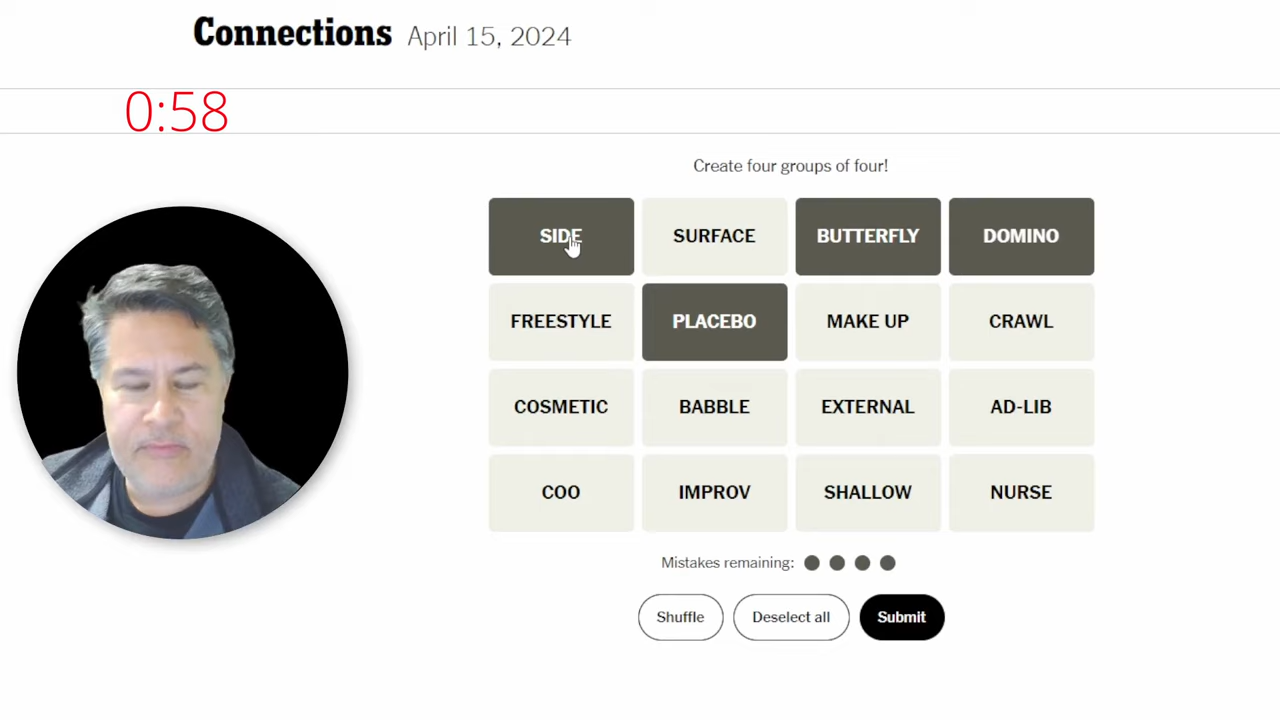 Connections April 15, 2024
0:58
Create four groups of four!
SIDE SURFACE BUTTERFLY DOMINO
FREESTYLE PLACEBO MAKE UP CRAWL
COSMETIC BABBLE EXTERNAL AD-LIB
COO IMPROV SHALLOW NURSE
Mistakes remaining:
Shuffle Deselect all Submit